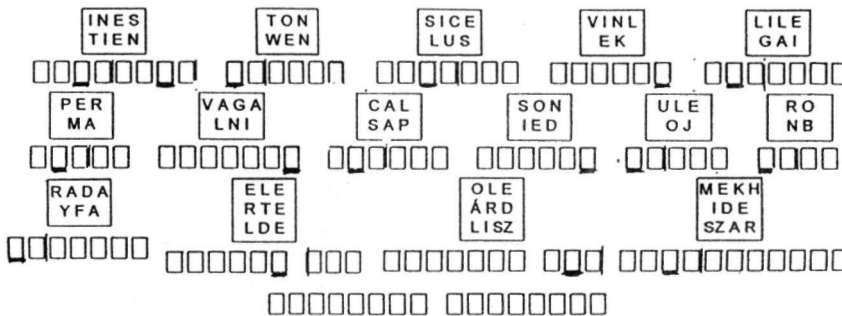 INES TON SICE VINL LILE
TIEN WEN LUS EK GAI
PER VAGA CAL SON ULE RO
MA LNI SAP IED OJ NB
RADA ELE OLE MEKH
YFA RTE ÁRD IDE
LDE LISZ SZAR